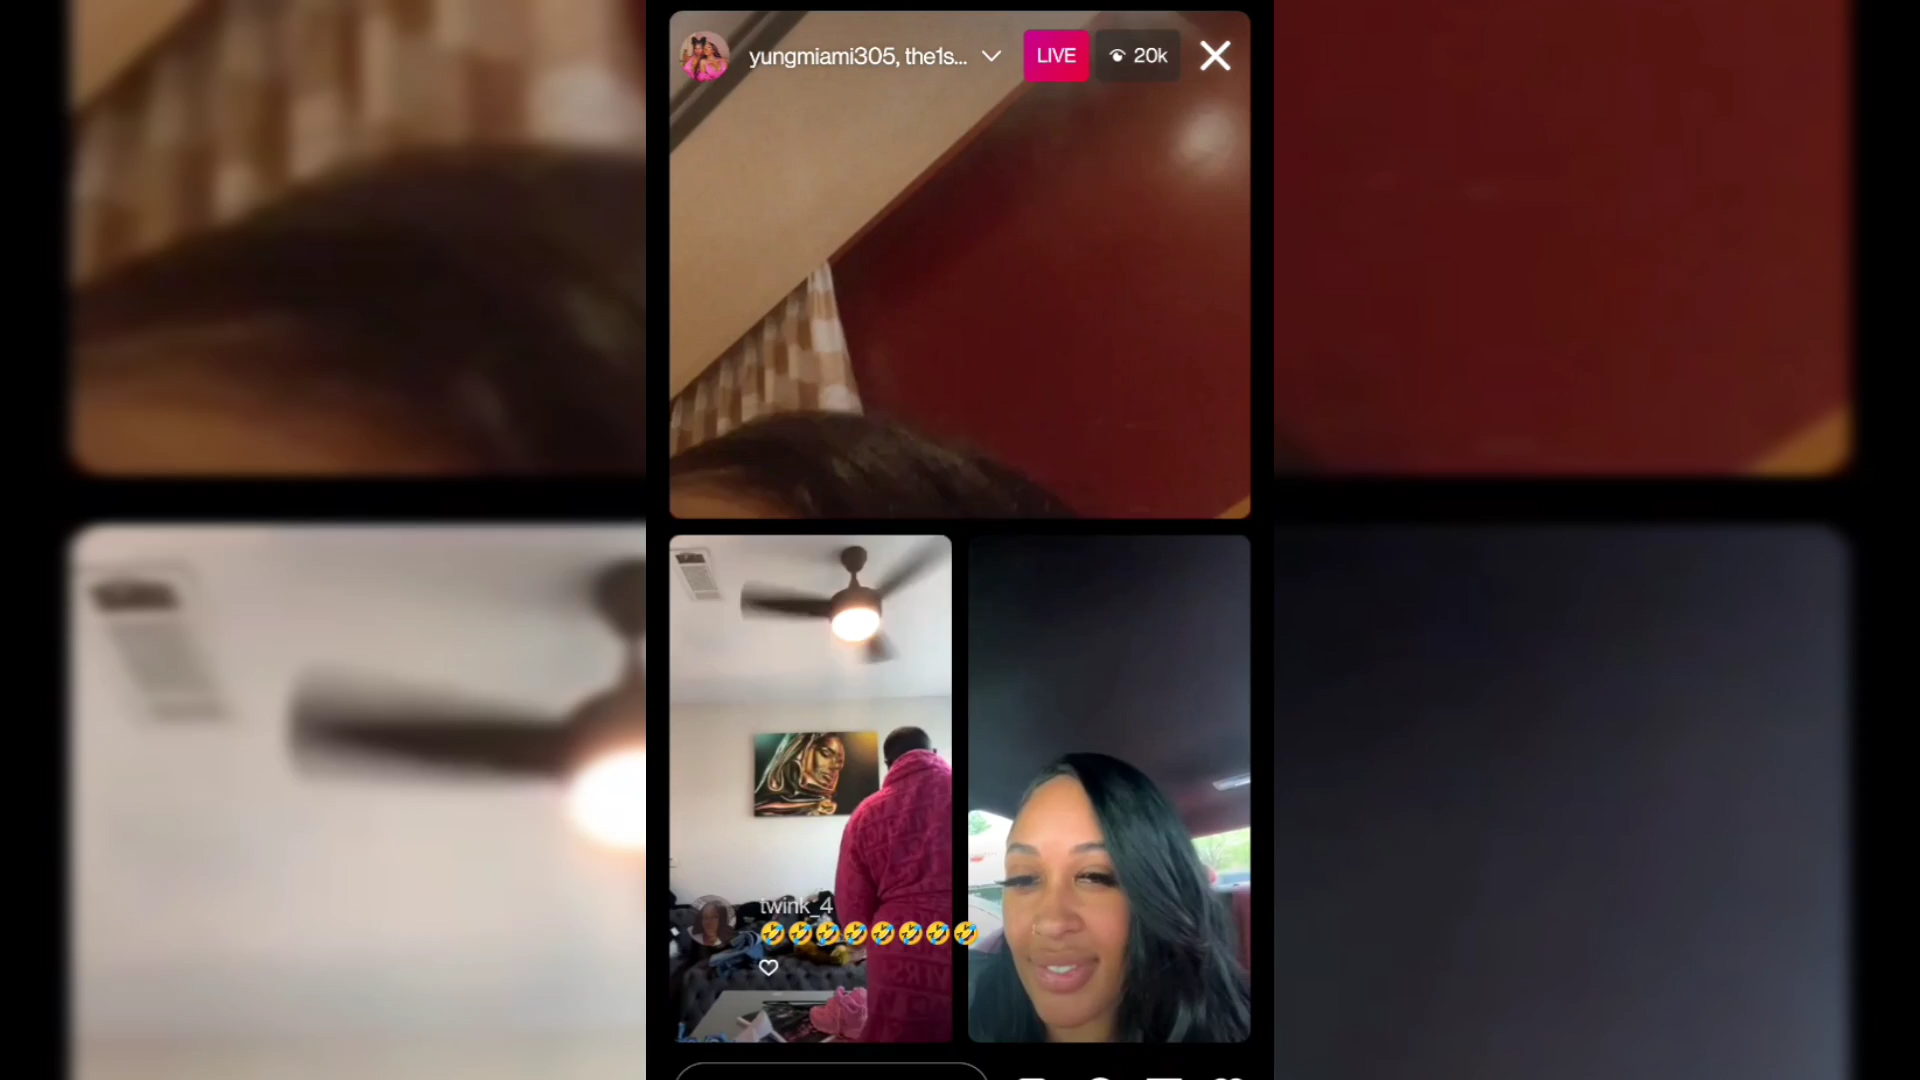 yungmiami305, the1s...
LIVE
20k
twink_4
🤣🤣🤣🤣🤣🤣🤣🤣